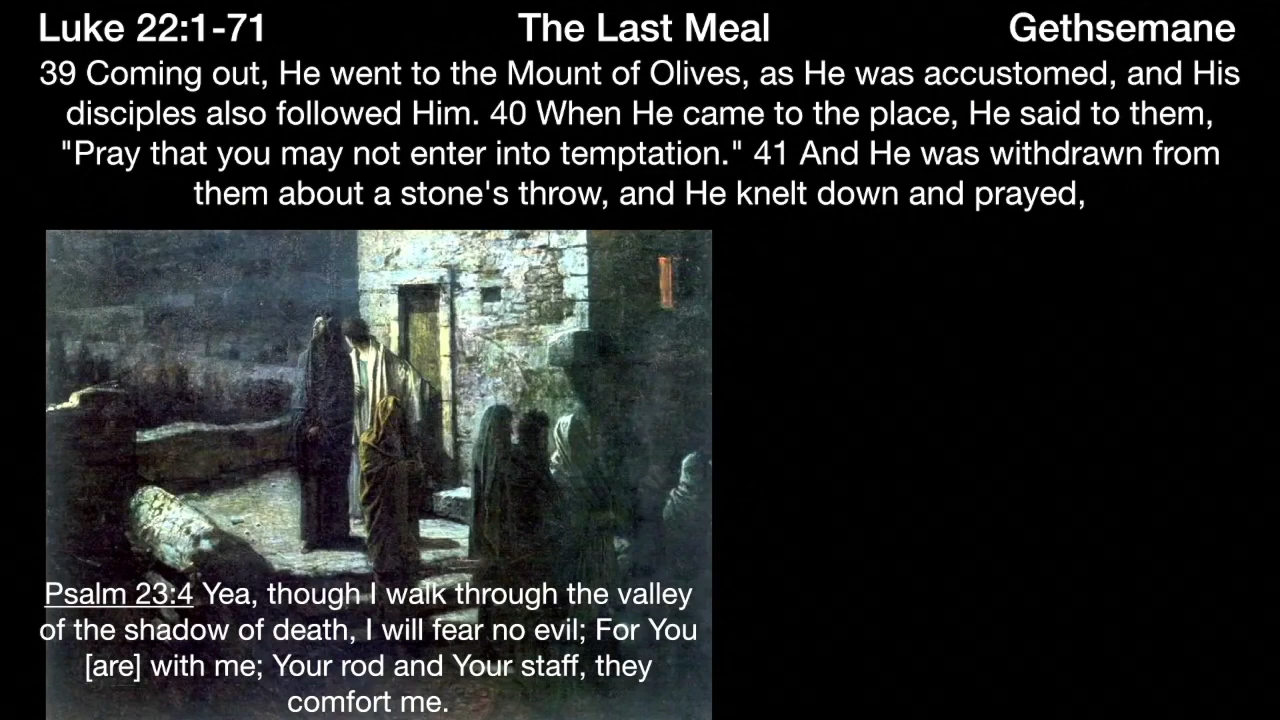 Luke 22:1-71 The Last Meal Gethsemane
39 Coming out, He went to the Mount of Olives, as He was accustomed, and His
disciples also followed Him. 40 When He came to the place, He said to them,
"Pray that you may not enter into temptation." 41 And He was withdrawn from
them about a stone's throw, and He knelt down and prayed,
Psalm 23:4 Yea, though I walk through the valley
of the shadow of death, I will fear no evil; For You
[are] with me; Your rod and Your staff, they
comfort me.